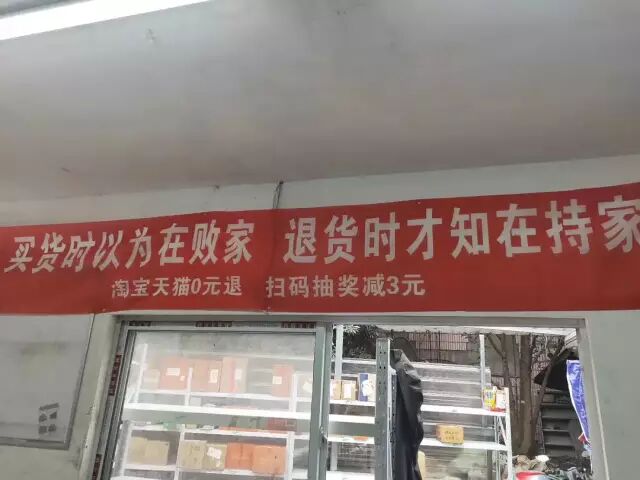 买货时以为在败家 退货时才知在持家
淘宝天猫0元退 扫码抽奖减3元